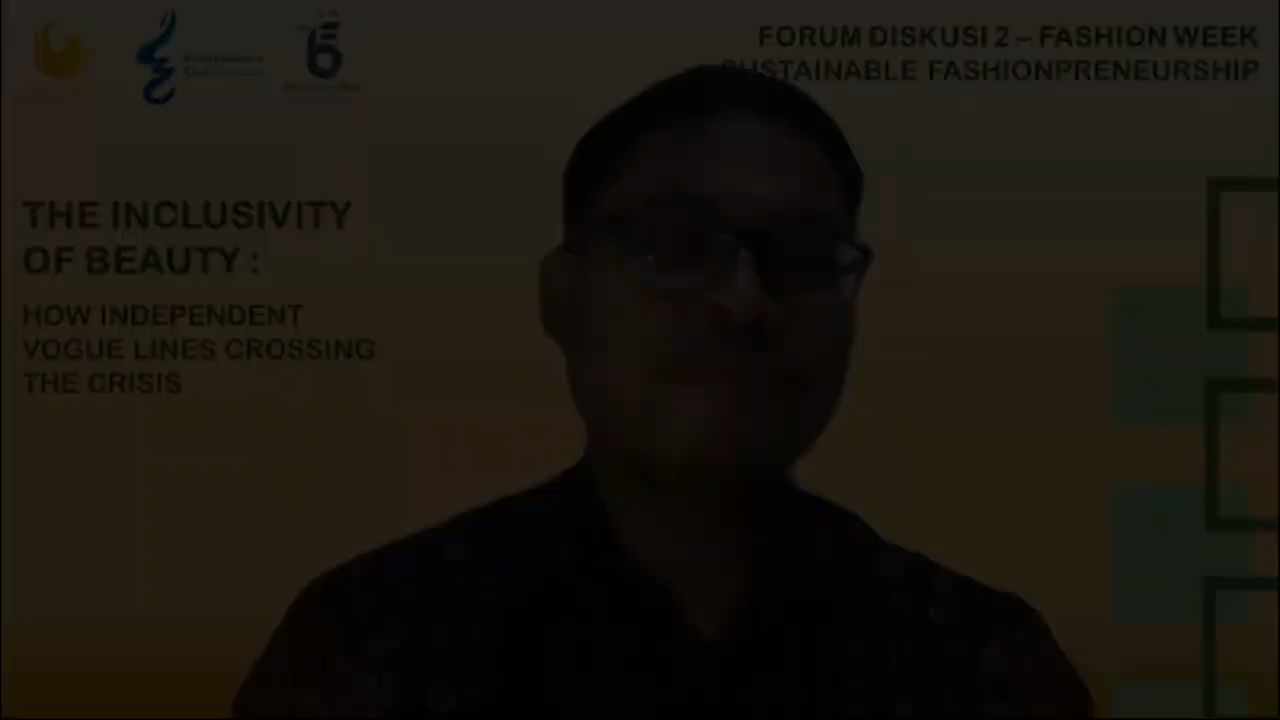 FORUM DISKUSI 2 – FASHION WEEK
SUSTAINABLE FASHIONPRENEURSHIP
THE INCLUSIVITY
OF BEAUTY :
HOW INDEPENDENT
VOGUE LINES CROSSING
THE CRISIS